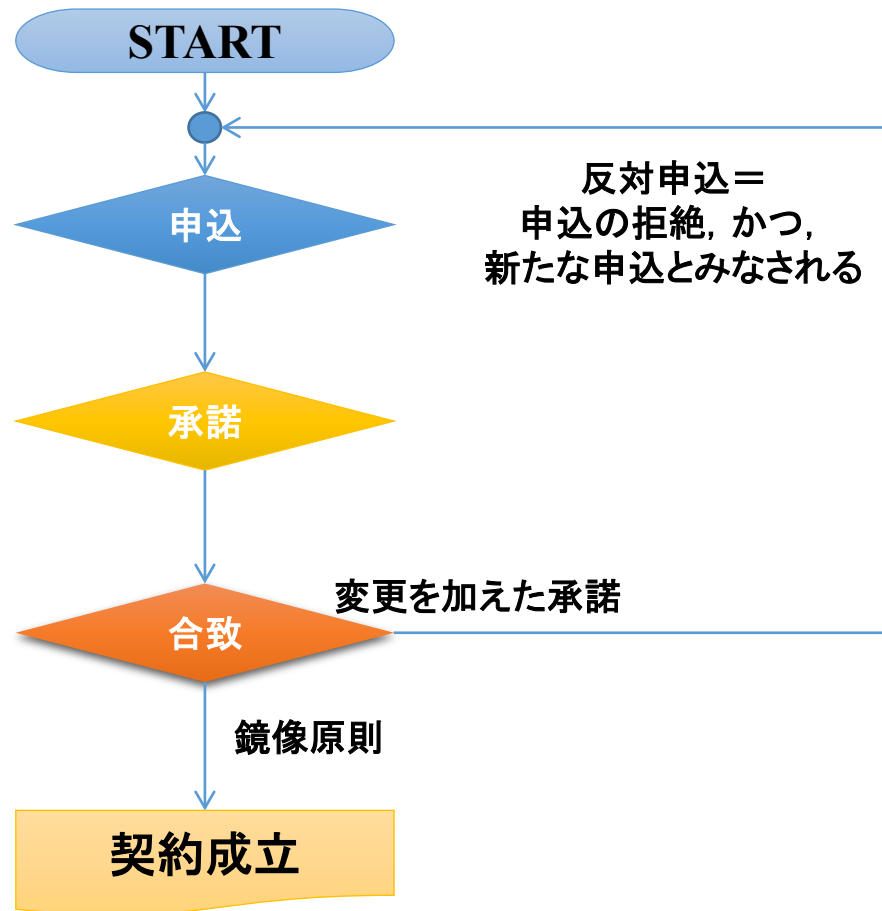 START
反対申込＝
申込の拒絶，かつ，
新たな申込とみなされる
申込
承諾
変更を加えた承諾
合致
鏡像原則
契約成立